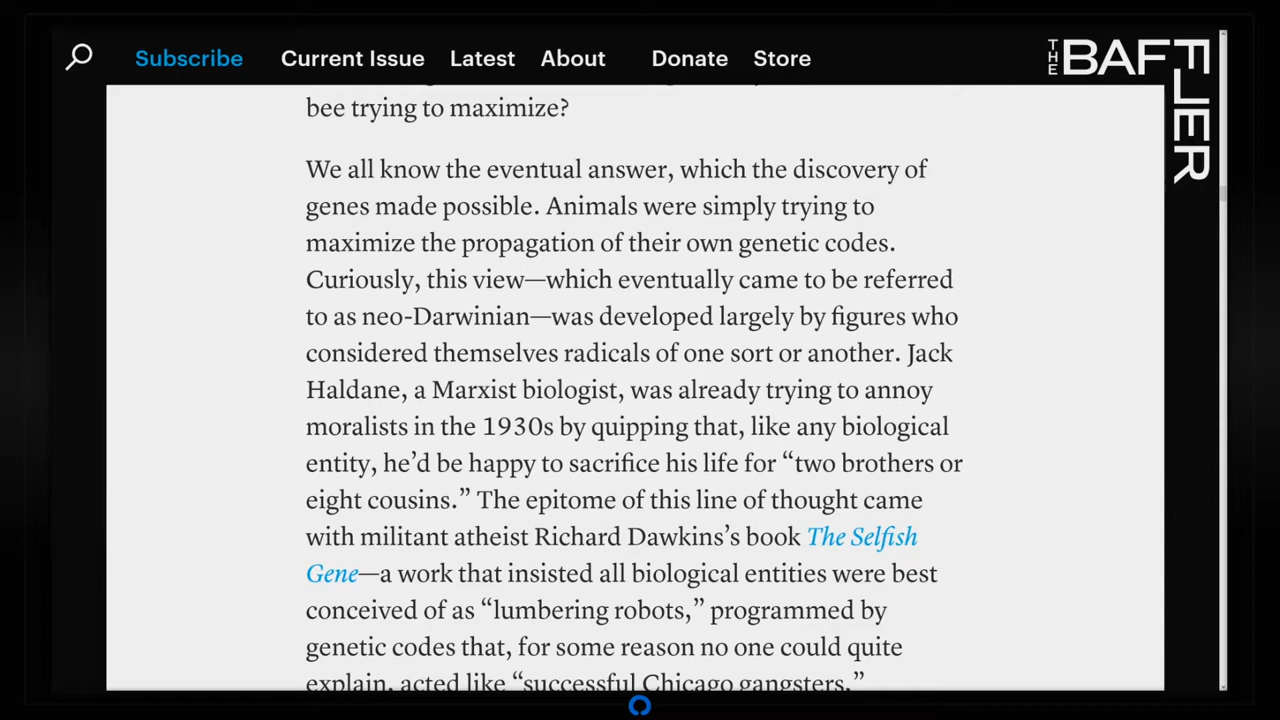 Subscribe Current Issue Latest About Donate Store
THE BAFFLER
bee trying to maximize?
We all know the eventual answer, which the discovery of
genes made possible. Animals were simply trying to
maximize the propagation of their own genetic codes.
Curiously, this view—which eventually came to be referred
to as neo-Darwinian—was developed largely by figures who
considered themselves radicals of one sort or another. Jack
Haldane, a Marxist biologist, was already trying to annoy
moralists in the 1930s by quipping that, like any biological
entity, he’d be happy to sacrifice his life for “two brothers or
eight cousins.” The epitome of this line of thought came
with militant atheist Richard Dawkins’s book The Selfish
Gene—a work that insisted all biological entities were best
conceived of as “lumbering robots,” programmed by
genetic codes that, for some reason no one could quite
explain, acted like “successful Chicago gangsters,”